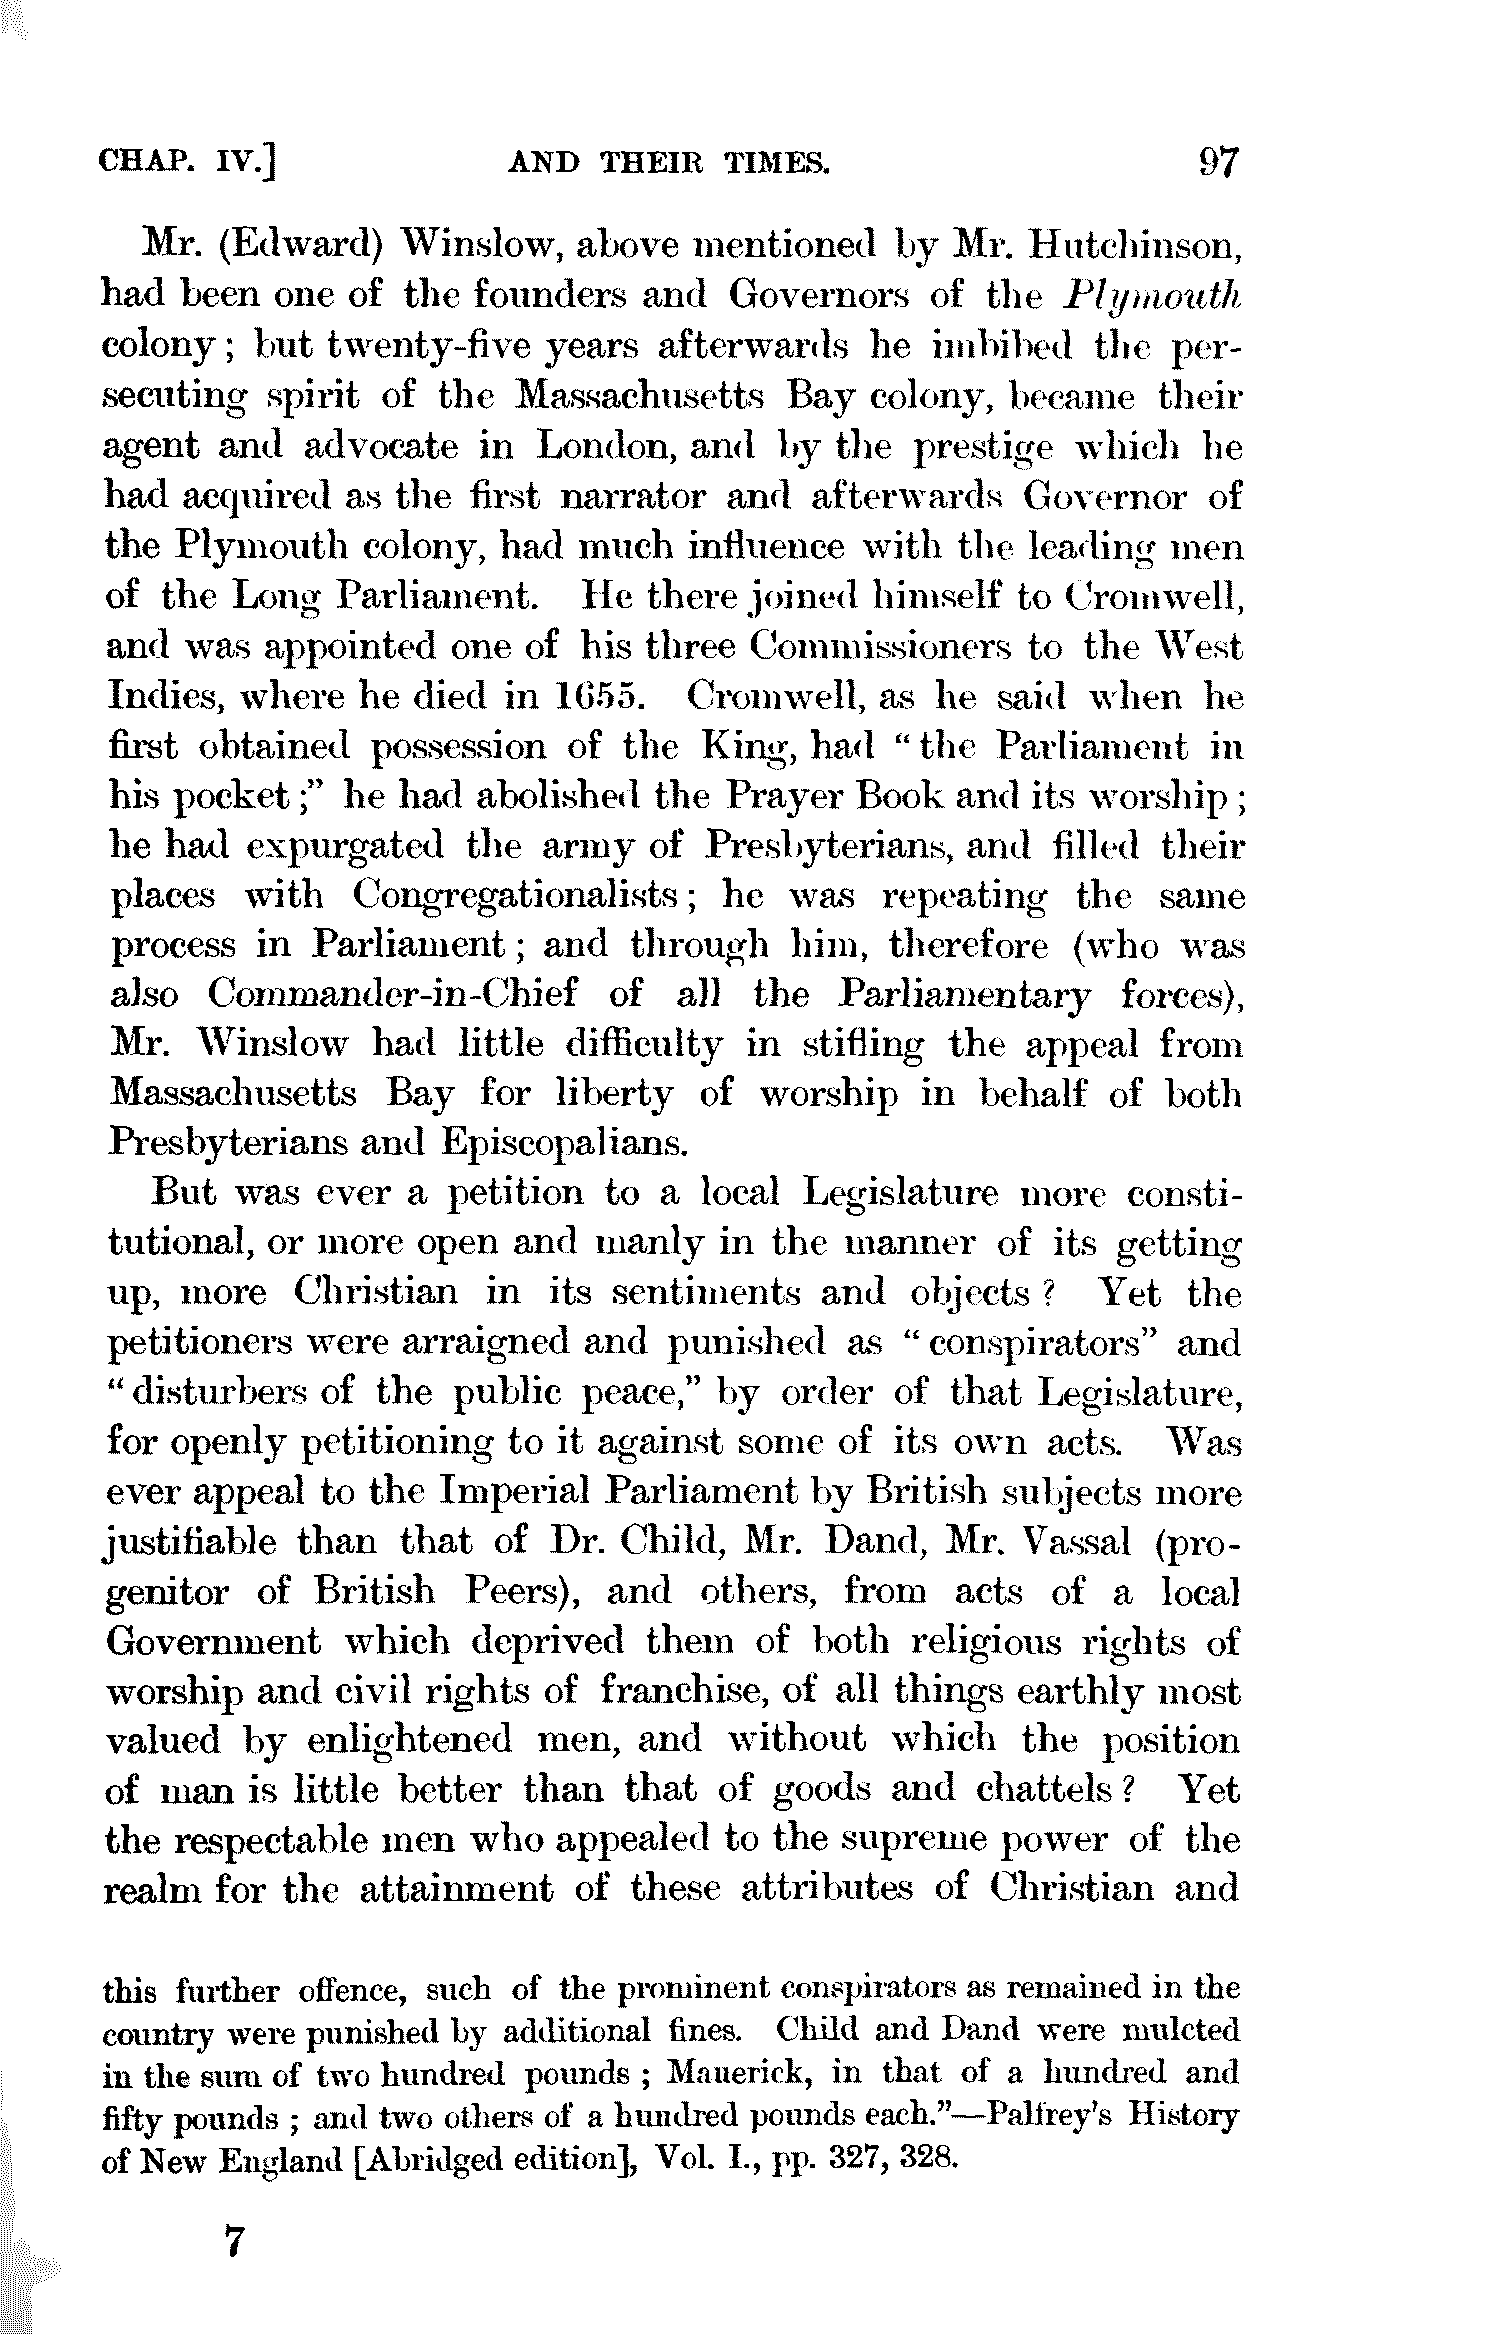 CHAP. IV.] AND THEIR TIMES. 97
Mr. (Edward) Winslow, above mentioned by Mr. Hutchinson,
had been one of the founders and Governors of the Plymouth
colony; but twenty-five years afterwards he imbibed the per-
secuting spirit of the Massachusetts Bay colony, became their
agent and advocate in London, and by the prestige which he
had acquired as the first narrator and afterwards Governor of
the Plymouth colony, had much influence with the leading men
of the Long Parliament. He there joined himself to Cromwell,
and was appointed one of his three Commissioners to the West
Indies, where he died in 1655. Cromwell, as he said when he
first obtained possession of the King, had "the Parliament in
his pocket;" he had abolished the Prayer Book and its worship;
he had expurgated the army of Presbyterians, and filled their
places with Congregationalists; he was repeating the same
process in Parliament; and through him, therefore (who was
also Commander-in-Chief of all the Parliamentary forces),
Mr. Winslow had little difficulty in stifling the appeal from
Massachusetts Bay for liberty of worship in behalf of both
Presbyterians and Episcopalians.
But was ever a petition to a local Legislature more consti-
tutional, or more open and manly in the manner of its getting
up, more Christian in its sentiments and objects? Yet the
petitioners were arraigned and punished as "conspirators" and
"disturbers of the public peace," by order of that Legislature,
for openly petitioning to it against some of its own acts. Was
ever appeal to the Imperial Parliament by British subjects more
justifiable than that of Dr. Child, Mr. Dand, Mr. Vassal (pro-
genitor of British Peers), and others, from acts of a local
Government which deprived them of both religious rights of
worship and civil rights of franchise, of all things earthly most
valued by enlightened men, and without which the position
of man is little better than that of goods and chattels? Yet
the respectable men who appealed to the supreme power of the
realm for the attainment of these attributes of Christian and
this further offence, such of the prominent conspirators as remained in the
country were punished by additional fines. Child and Dand were mulcted
in the sum of two hundred pounds; Mauerick, in that of a hundred and
fifty pounds; and two others of a hundred pounds each."—Palfrey's History
of New England [Abridged edition], Vol. I., pp. 327, 328.
7